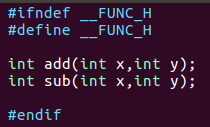 #ifndef __FUNC_H
#define __FUNC_H
int add(int x,int y);
int sub(int x,int y);
#endif